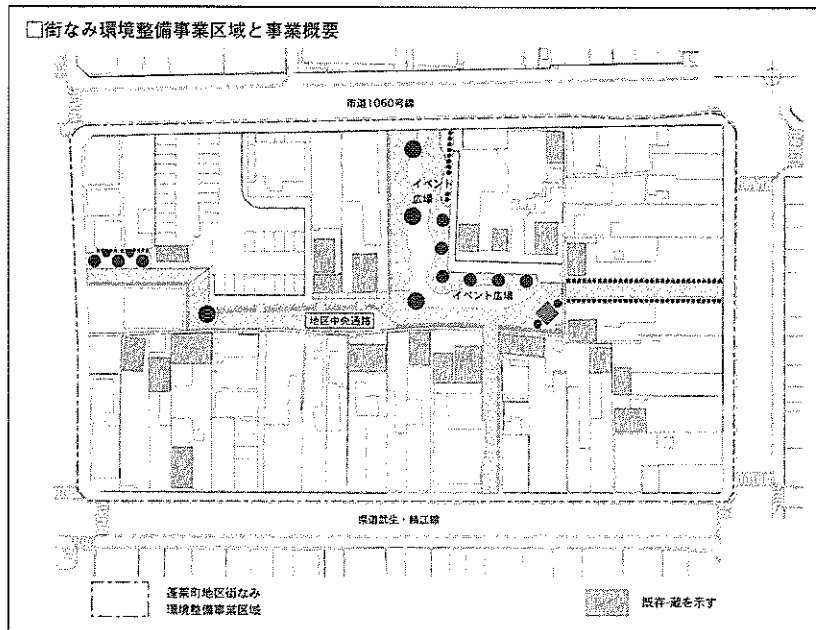 □街なみ環境整備事業区域と事業概要
市道1060号線
イベント
広場
イベント広場
地区中央通路
県道武生・鯖江線
蓬莱町地区街なみ
環境整備事業区域
既存-蔵を示す